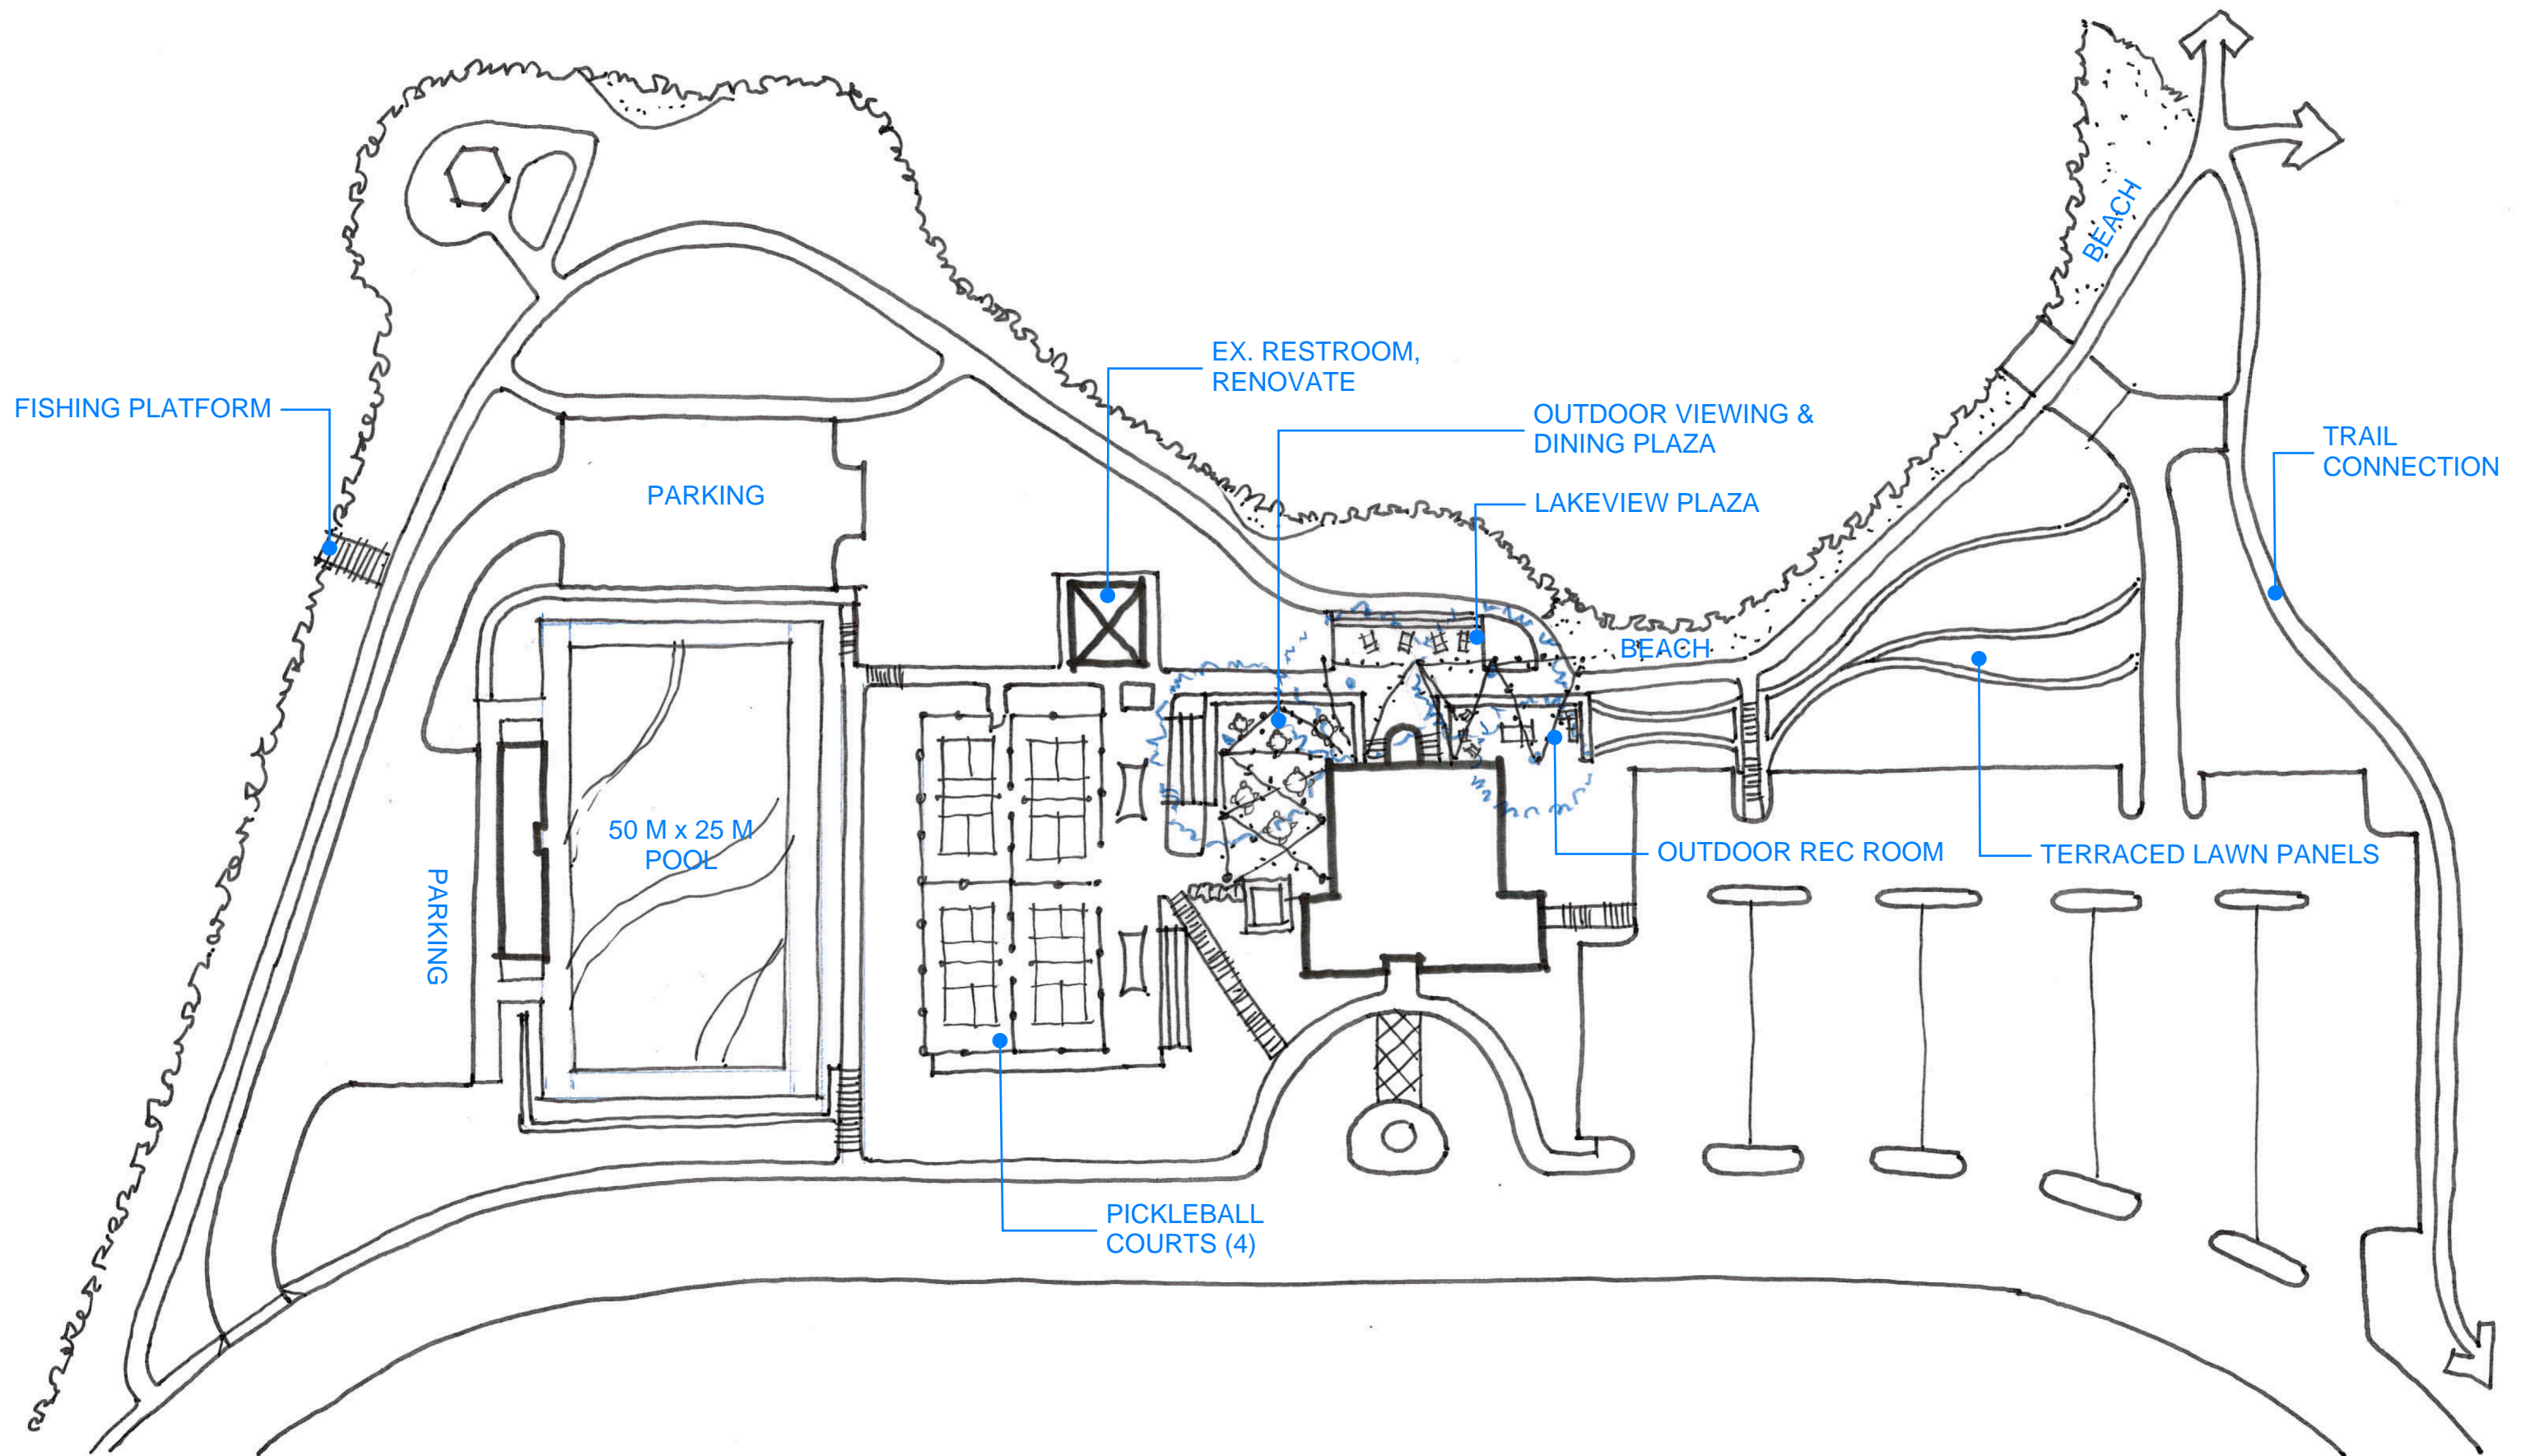 BEACH
EX. RESTROOM,
RENOVATE
FISHING PLATFORM
OUTDOOR VIEWING &
DINING PLAZA
TRAIL
CONNECTION
PARKING
LAKEVIEW PLAZA
BEACH
50 M x 25 M
POOL
PARKING
OUTDOOR REC ROOM
TERRACED LAWN PANELS
PICKLEBALL
COURTS (4)